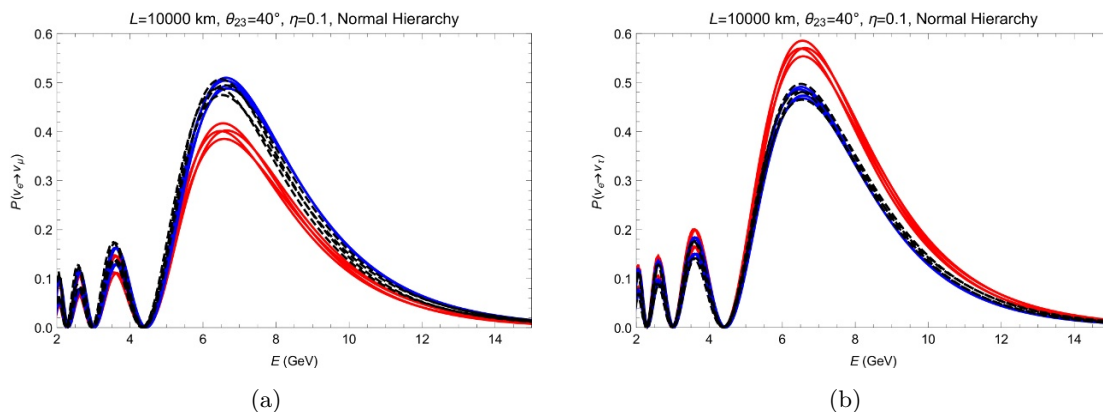 L=10000 km, θ23=40°, η=0.1, Normal Hierarchy
P(νe→νμ)
0.6
0.5
0.4
0.3
0.2
0.1
0.0
2 4 6 8 10 12 14
E (GeV)
(a)
L=10000 km, θ23=40°, η=0.1, Normal Hierarchy
P(νe→ντ)
0.6
0.5
0.4
0.3
0.2
0.1
0.0
2 4 6 8 10 12 14
E (GeV)
(b)